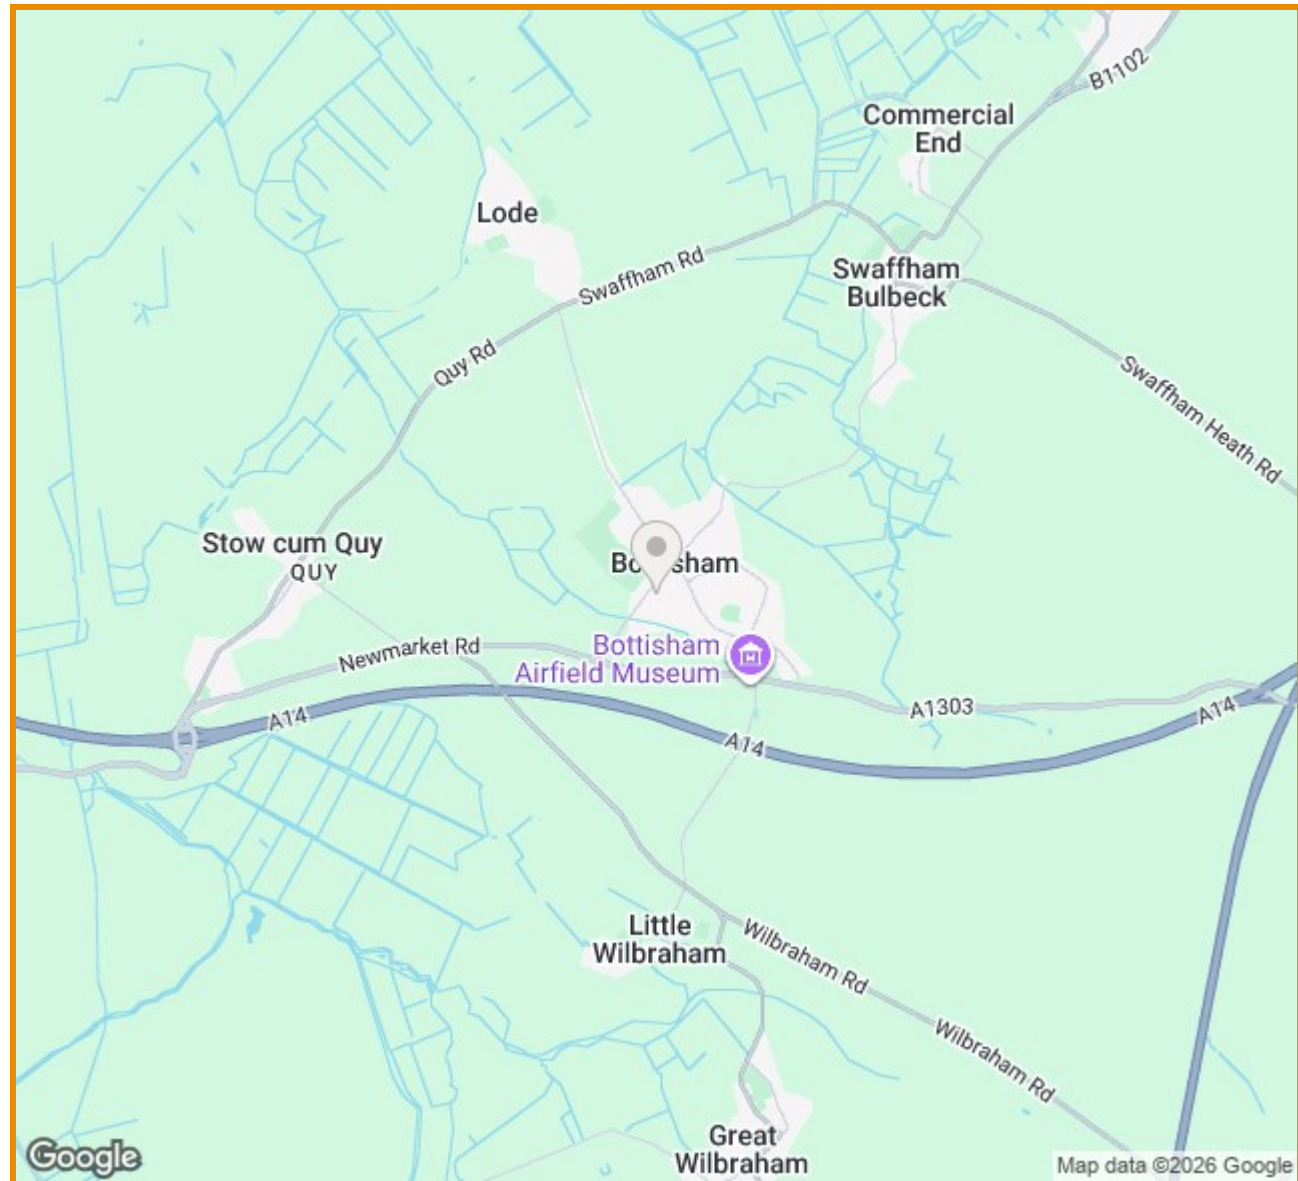 B1102
Commercial
End
Lode
Swaffham Rd
Swaffham
Bulbeck
Quy Rd
Swaffham Heath Rd
Stow cum Quy
QUY
Bottisham
Bottisham
Airfield Museum
Newmarket Rd
A14
A1303
A14
A14
Little
Wilbraham
Wilbraham Rd
Wilbraham Rd
Great
Wilbraham
Google
Map data ©2026 Google